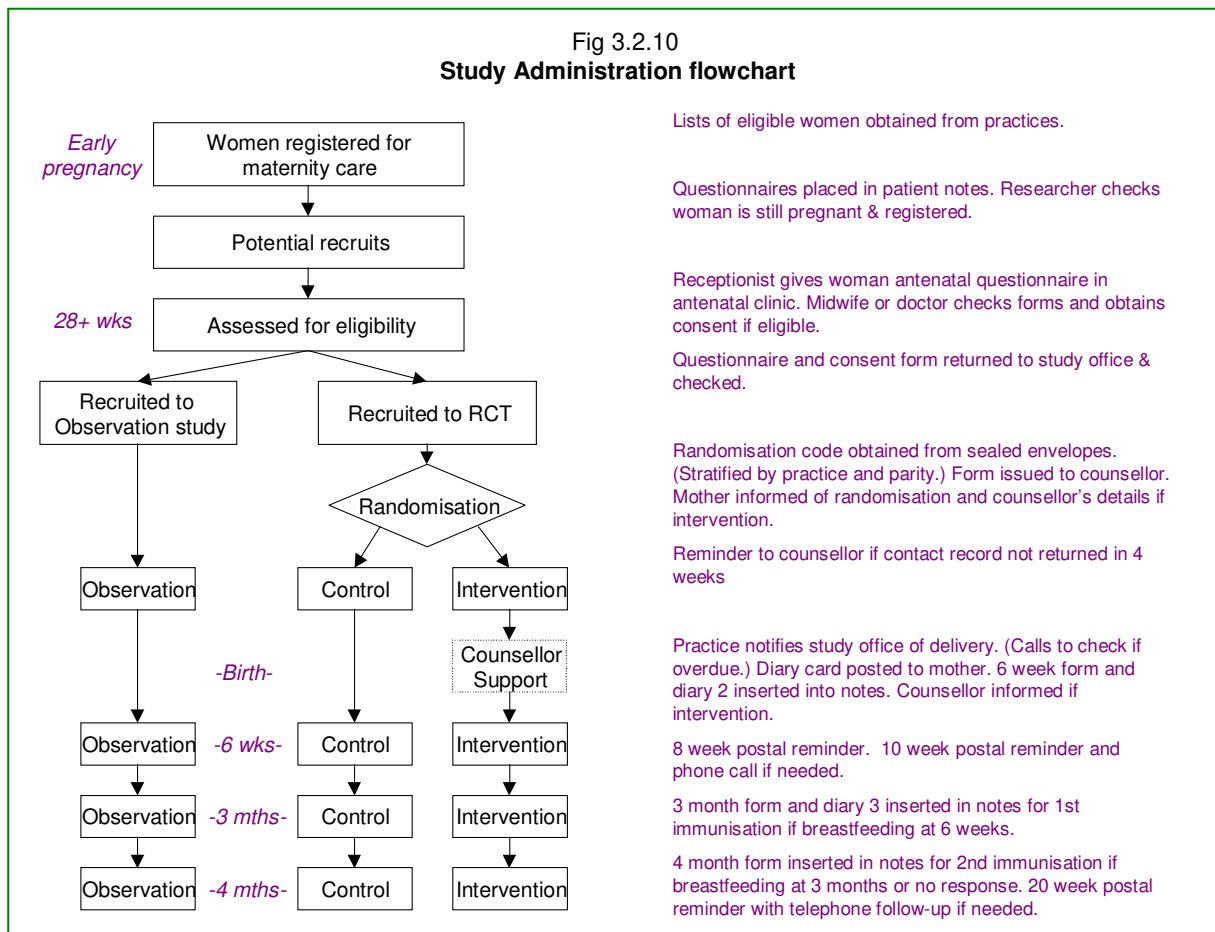 Fig 3.2.10
Study Administration flowchart
Early
pregnancy
Women registered for
maternity care
Lists of eligible women obtained from practices.
Questionnaires placed in patient notes. Researcher checks
woman is still pregnant & registered.
Potential recruits
28+ wks
Assessed for eligibility
Receptionist gives woman antenatal questionnaire in
antenatal clinic. Midwife or doctor checks forms and obtains
consent if eligible.
Questionnaire and consent form returned to study office &
checked.
Recruited to
Observation study
Recruited to RCT
Randomisation
Randomisation code obtained from sealed envelopes.
(Stratified by practice and parity.) Form issued to counsellor.
Mother informed of randomisation and counsellor's details if
intervention.
Reminder to counsellor if contact record not returned in 4
weeks
Observation
Control
Intervention
Counsellor
Support
-Birth-
Practice notifies study office of delivery. (Calls to check if
overdue.) Diary card posted to mother. 6 week form and
diary 2 inserted into notes. Counsellor informed if
intervention.
Observation
-6 wks-
Control
Intervention
8 week postal reminder.  10 week postal reminder and
phone call if needed.
Observation
-3 mths-
Control
Intervention
3 month form and diary 3 inserted in notes for 1st
immunisation if breastfeeding at 6 weeks.
Observation
-4 mths-
Control
Intervention
4 month form inserted in notes for 2nd immunisation if
breastfeeding at 3 months or no response. 20 week postal
reminder with telephone follow-up if needed.